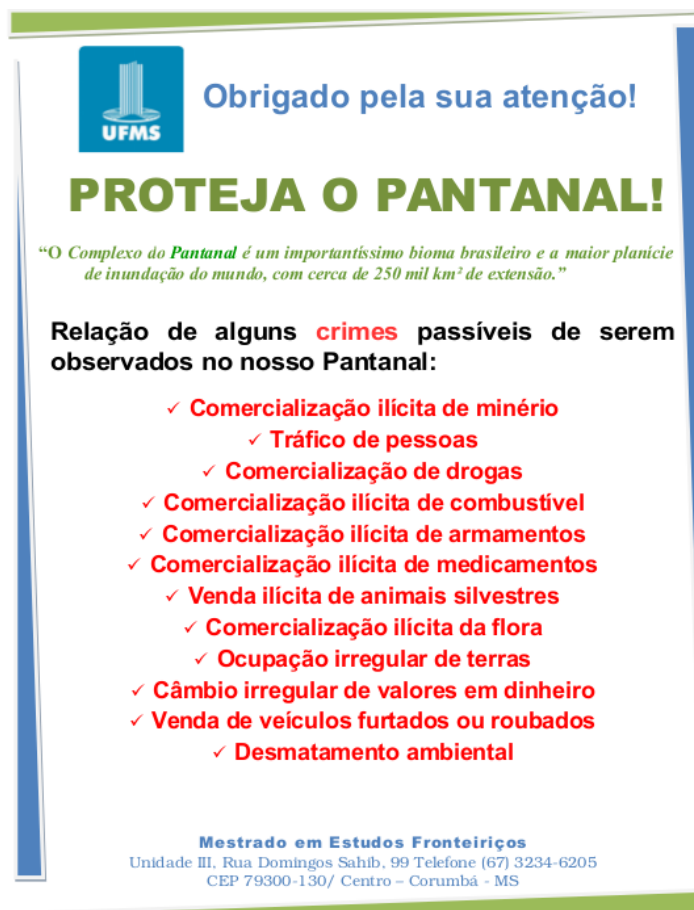 UFMS
Obrigado pela sua atenção!
PROTEJA O PANTANAL!
“O Complexo do Pantanal é um importantíssimo bioma brasileiro e a maior planície
de inundação do mundo, com cerca de 250 mil km² de extensão.”
Relação de alguns crimes passíveis de serem
observados no nosso Pantanal:
✓ Comercialização ilícita de minério
✓ Tráfico de pessoas
✓ Comercialização de drogas
✓ Comercialização ilícita de combustível
✓ Comercialização ilícita de armamentos
✓ Comercialização ilícita de medicamentos
✓ Venda ilícita de animais silvestres
✓ Comercialização ilícita da flora
✓ Ocupação irregular de terras
✓ Câmbio irregular de valores em dinheiro
✓ Venda de veículos furtados ou roubados
✓ Desmatamento ambiental
Mestrado em Estudos Fronteiriços
Unidade III, Rua Domingos Sahib, 99 Telefone (67) 3234-6205
CEP 79300-130/ Centro – Corumbá - MS